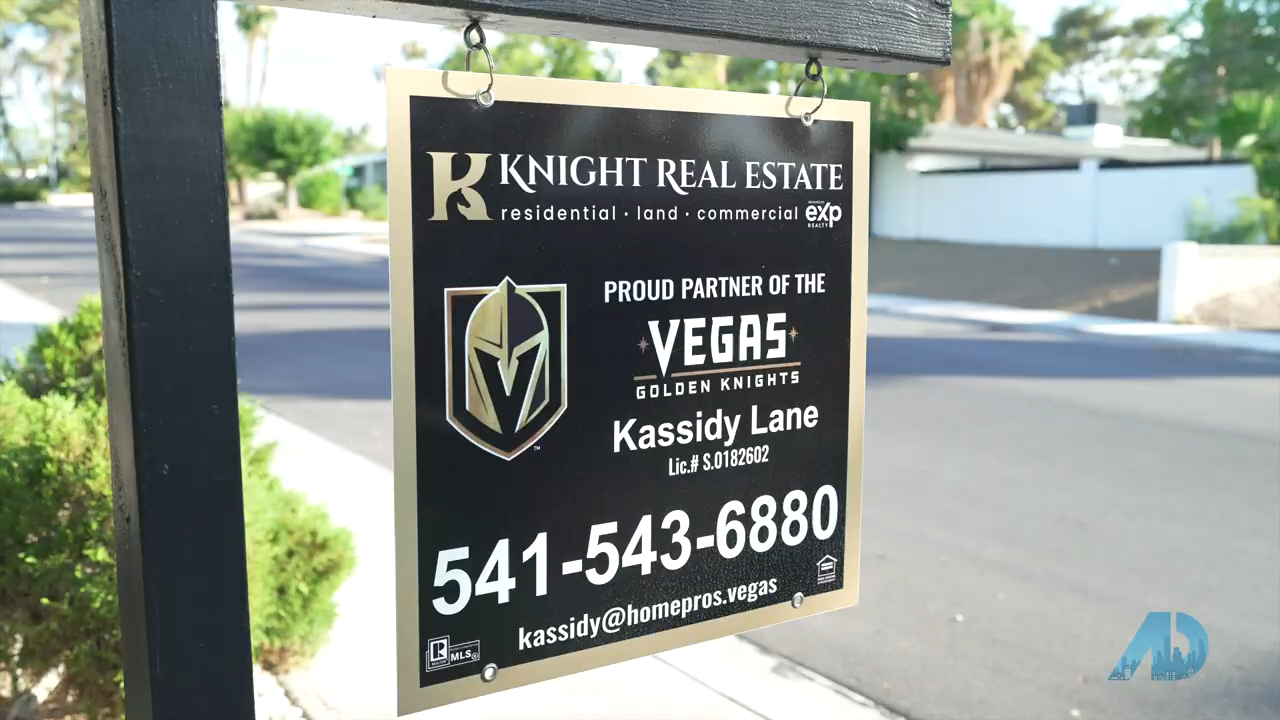 KNIGHT REAL ESTATE
residential · land · commercial
exp
REALTY
PROUD PARTNER OF THE
VEGAS
GOLDEN KNIGHTS
Kassidy Lane
Lic.# S.0182602
541-543-6880
kassidy@homepros.vegas
MLS
AD